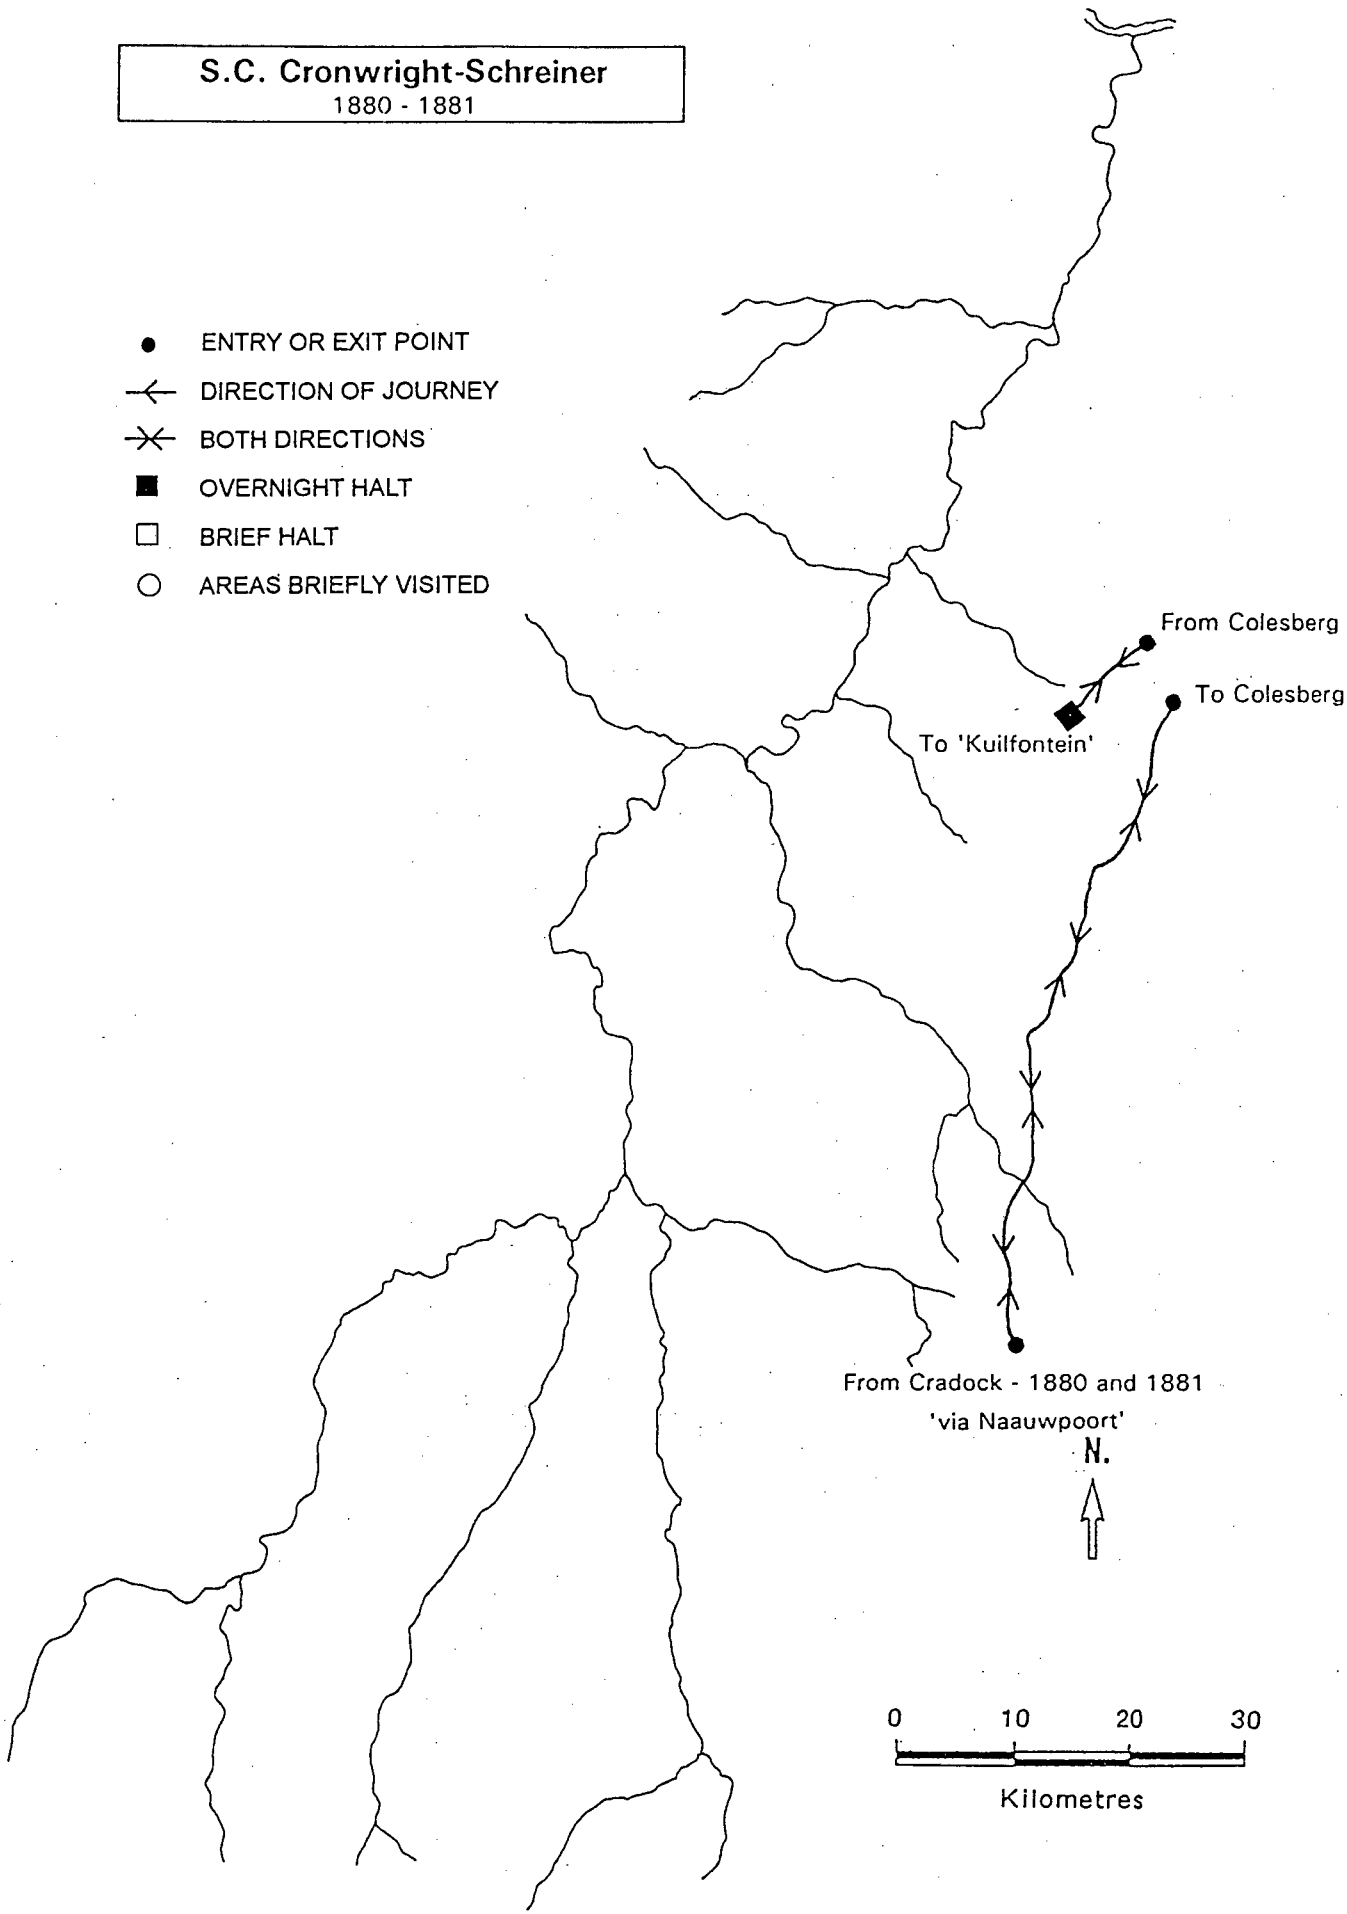 S.C. Cronwright-Schreiner
1880 - 1881
ENTRY OR EXIT POINT
DIRECTION OF JOURNEY
BOTH DIRECTIONS
OVERNIGHT HALT
BRIEF HALT
AREAS BRIEFLY VISITED
From Colesberg
To Colesberg
To 'Kuilfontein'
From Cradock - 1880 and 1881
'via Naauwpoort'
N.
0 10 20 30
Kilometres